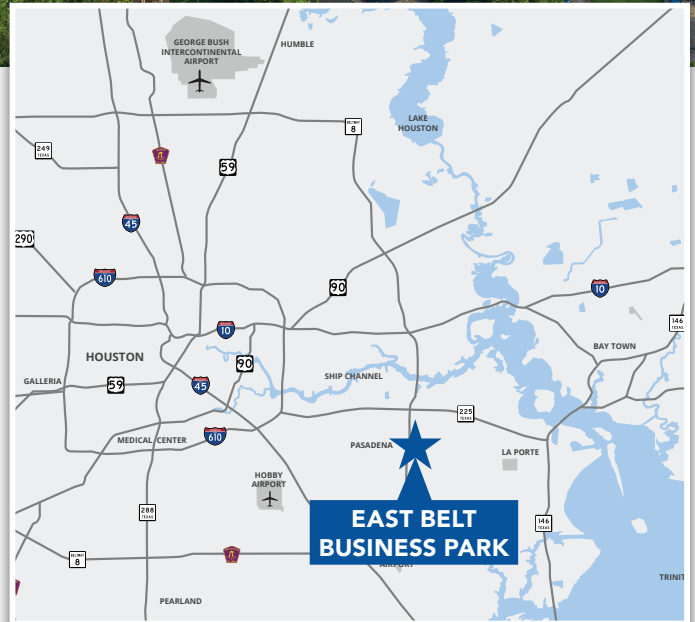 GEORGE BUSH
INTERCONTINENTAL
AIRPORT
HUMBLE
LAKE
HOUSTON
BELTWAY
8
249
TEXAS
59
45
290
610
90
10
10
146
HOUSTON
90
BAY TOWN
GALLERIA
59
45
SHIP CHANNEL
225
TEXAS
MEDICAL CENTER
610
PASADENA
LA PORTE
HOBBY
AIRPORT
288
TEXAS
EAST BELT
BUSINESS PARK
146
TEXAS
BELTWAY
8
AIRPORT
TRINIT
PEARLAND